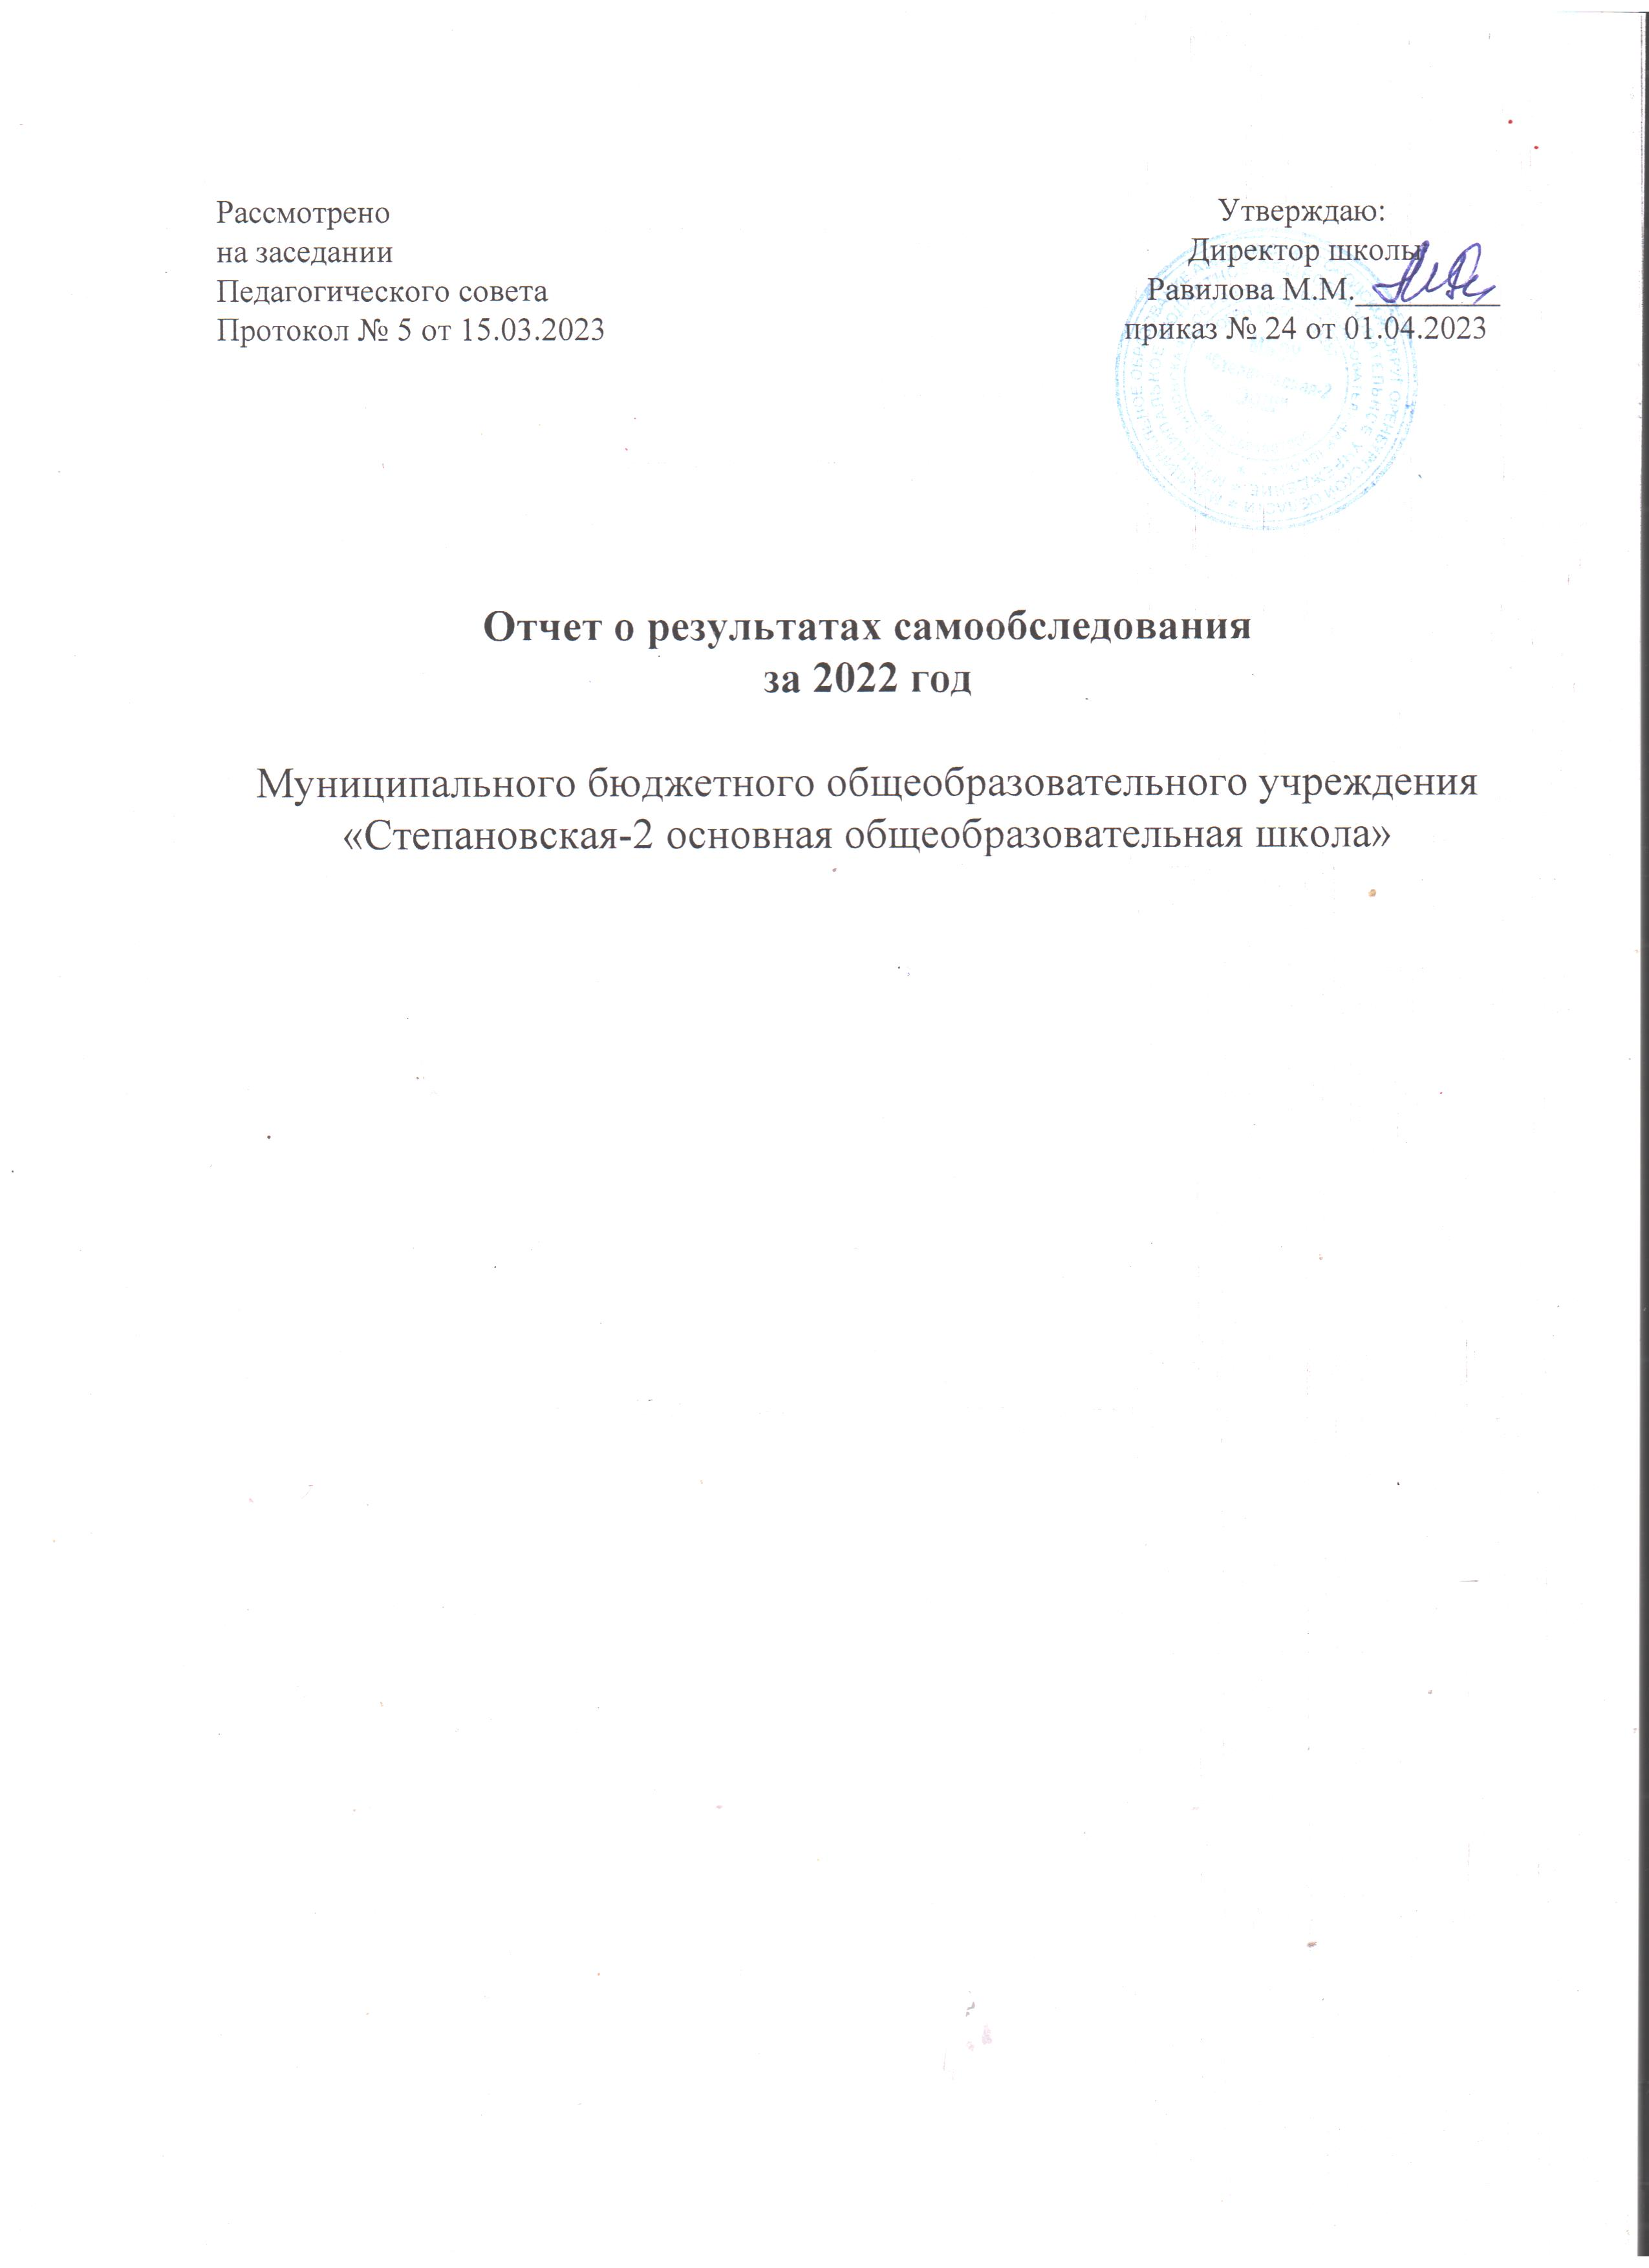 Рассмотрено
на заседании
Педагогического совета
Протокол № 5 от 15.03.2023
Утверждаю:
Директор школы
Равилова М.М.
приказ № 24 от 01.04.2023
Отчет о результатах самообследования
за 2022 год
Муниципального бюджетного общеобразовательного учреждения
«Степановская-2 основная общеобразовательная школа»